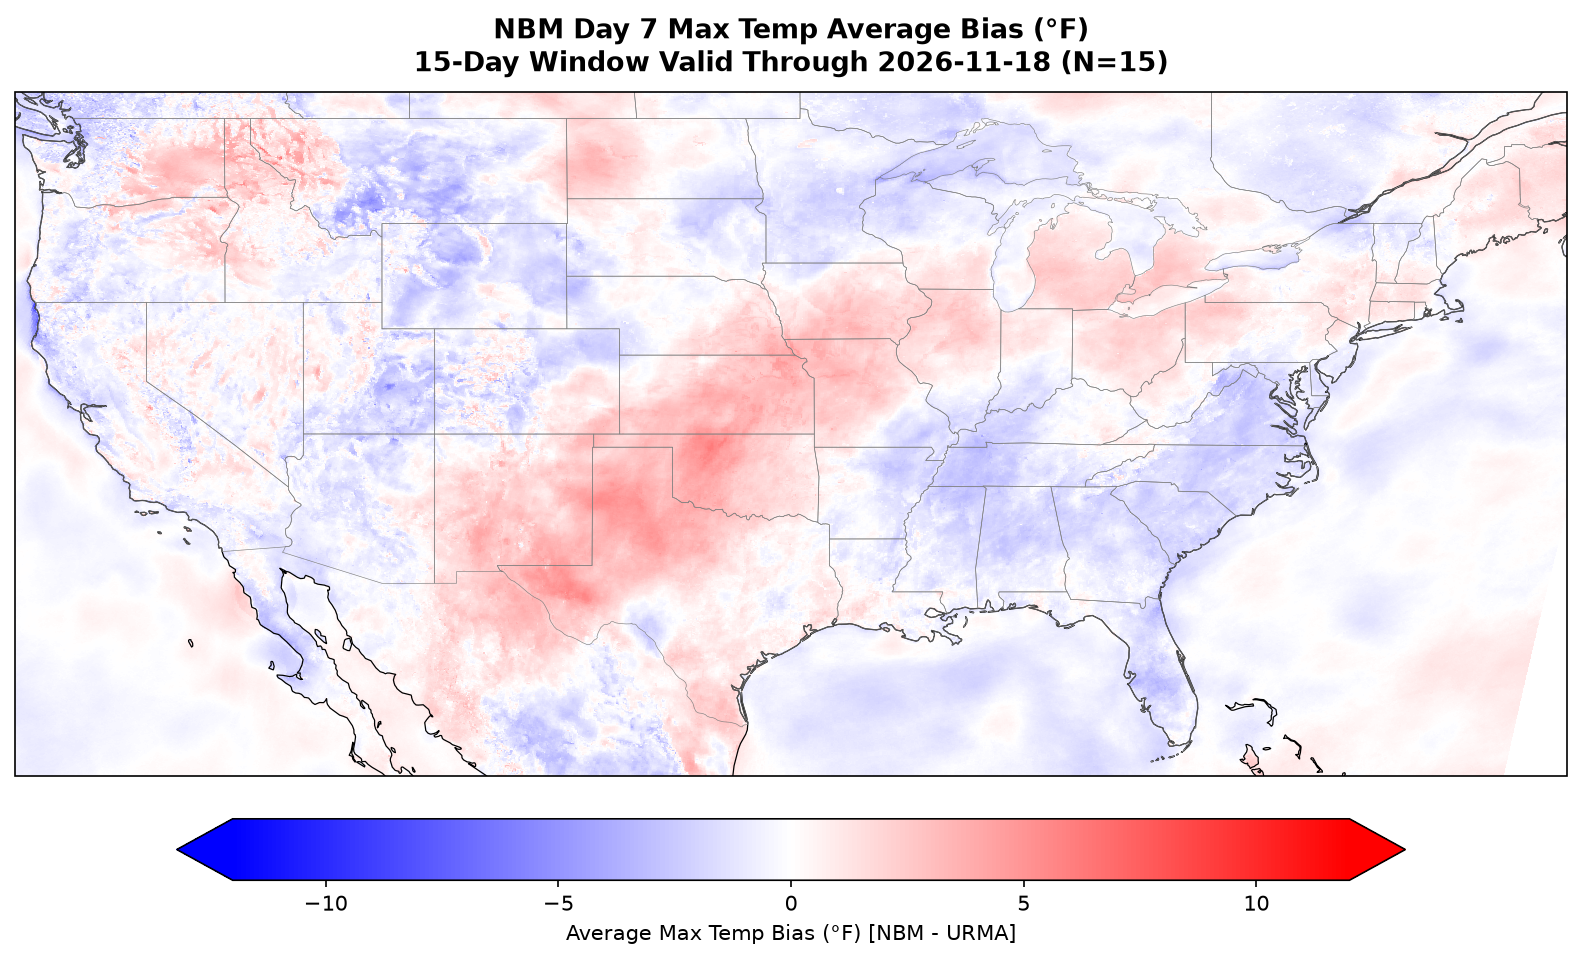 NBM Day 7 Max Temp Average Bias (°F)
15-Day Window Valid Through 2026-11-18 (N=15)
−10 −5 0 5 10
Average Max Temp Bias (°F) [NBM - URMA]